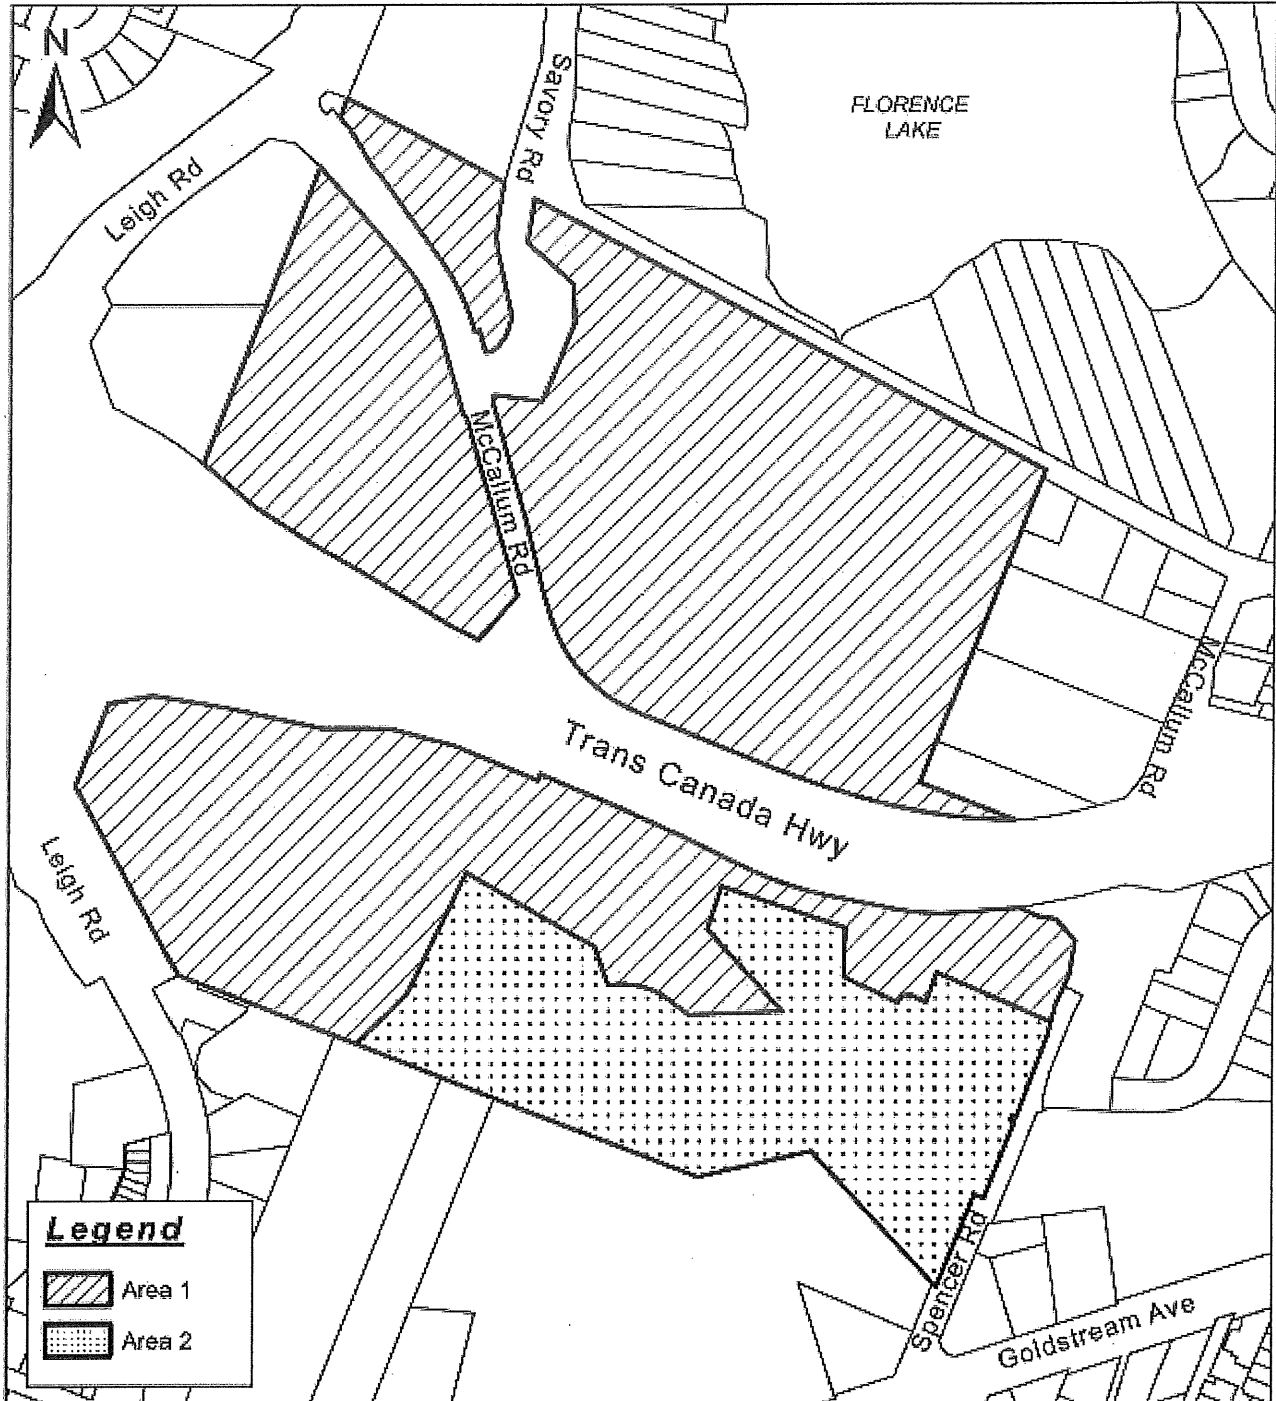 N
FLORENCE
LAKE
Savory Rd
Leigh Rd
McCallum Rd
McCallum Rd
Trans Canada Hwy
Leigh Rd
Spencer Rd
Goldstream Ave
Legend
Area 1
Area 2